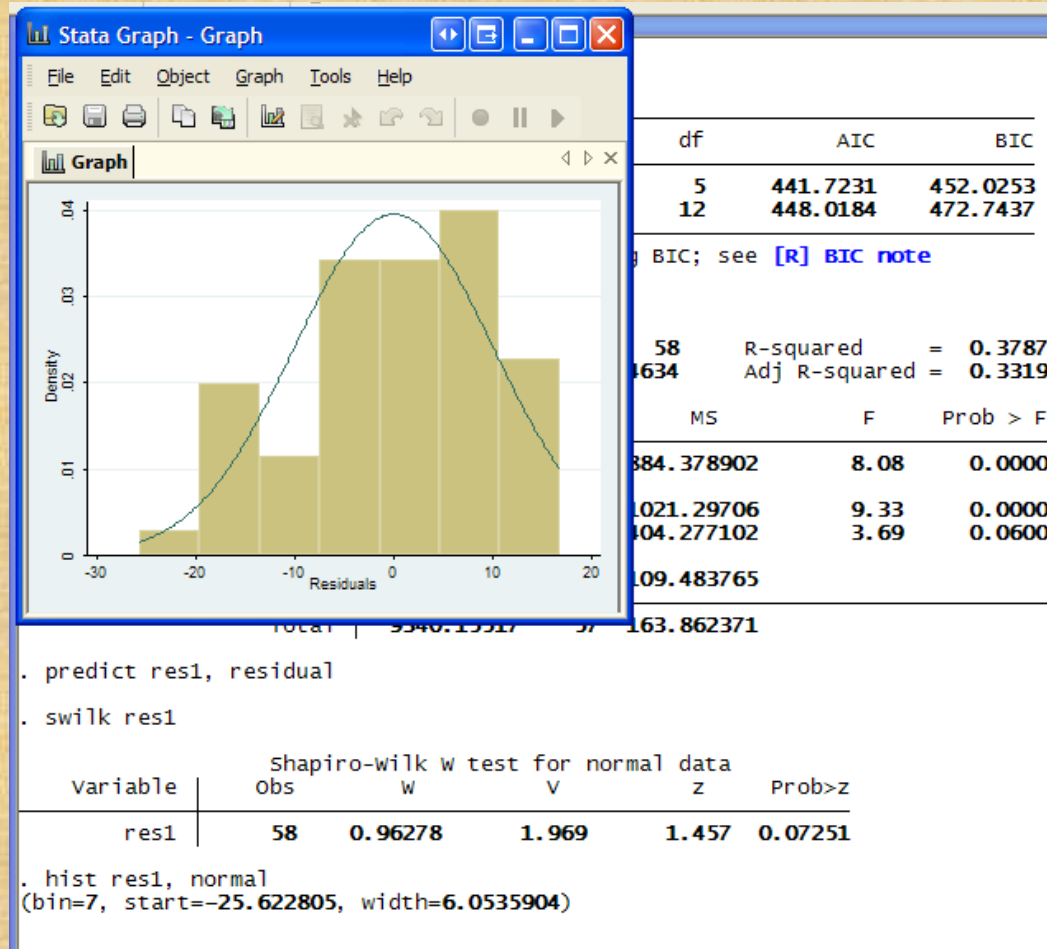 Stata Graph - Graph
File Edit Object Graph Tools Help
Graph
.04
.03
.02
.01
0
Density
-30 -20 -10 0 10 20
Residuals
df AIC BIC
5 441.7231 452.0253
12 448.0184 472.7437
BIC; see [R] BIC note
58 R-squared = 0.3787
4634 Adj R-squared = 0.3319
MS F Prob > F
884.378902 8.08 0.0000
1021.29706 9.33 0.0000
404.277102 3.69 0.0600
109.483765
Total 163.862371
. predict res1, residual
. swilk res1
Shapiro-Wilk W test for normal data
Variable Obs W V z Prob>z
res1 58 0.96278 1.969 1.457 0.07251
. hist res1, normal
(bin=7, start=-25.622805, width=6.0535904)